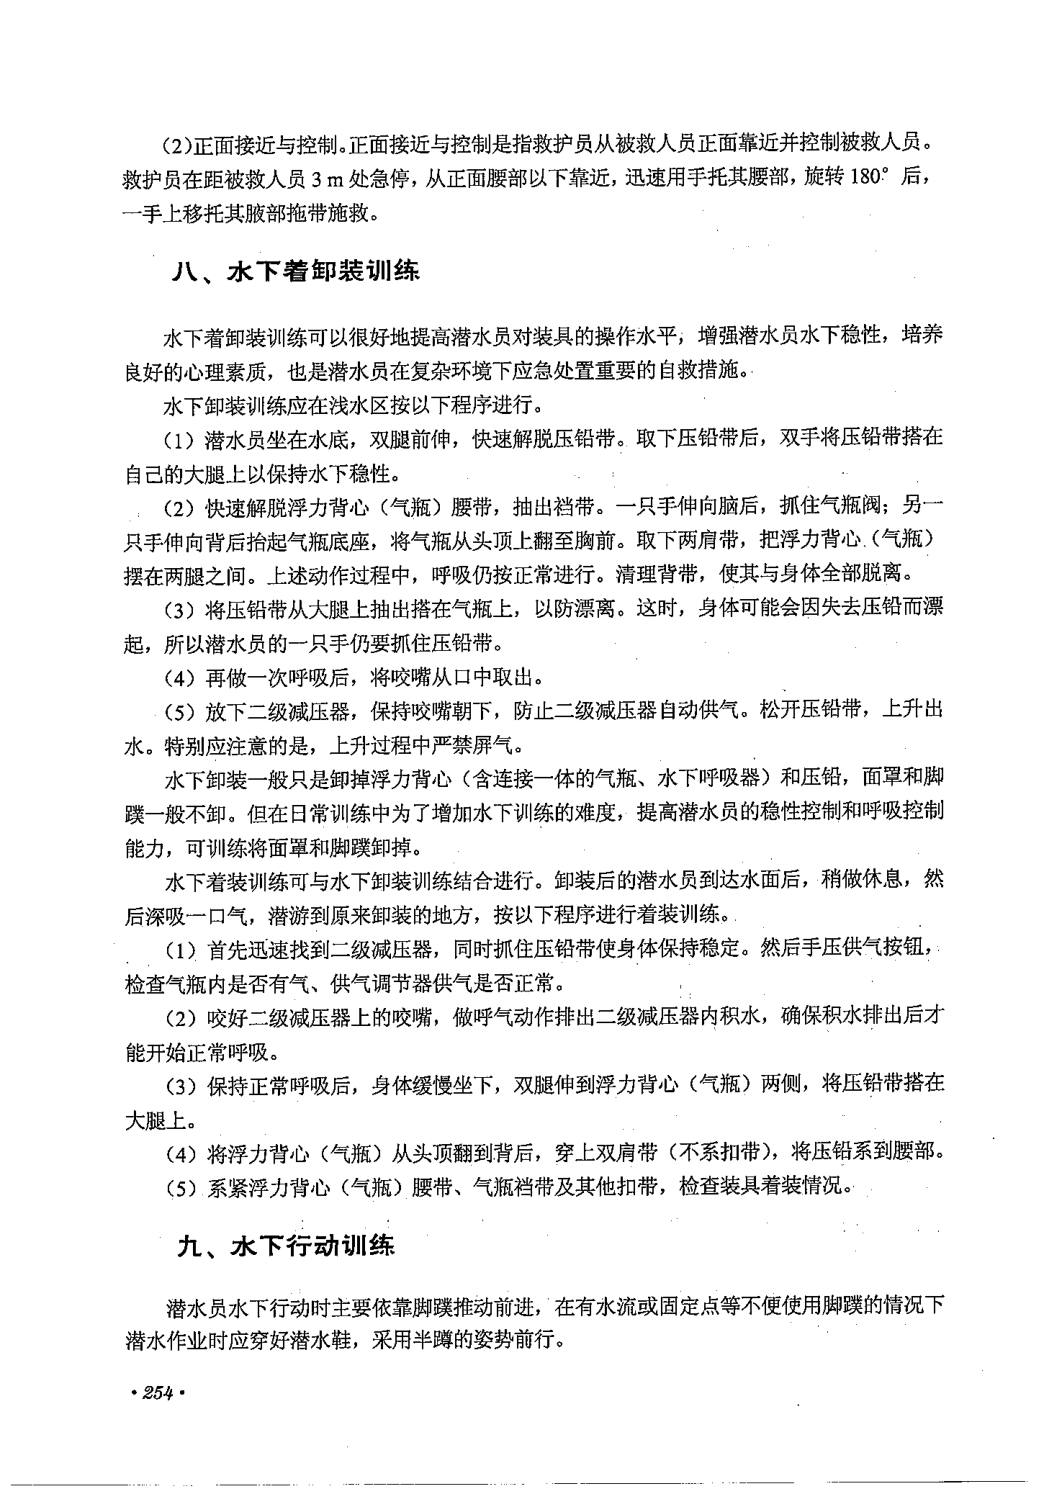 （2)正面接近与控制。正面接近与控制是指救护员从被救人员正面靠近并控制被救人员。
救护员在距被救人员 3 m 处急停，从正面腰部以下靠近，迅速用手托其腰部，旋转 180° 后，
一手上移托其腋部拖带施救。
八、水下着卸装训练
水下着卸装训练可以很好地提高潜水员对装具的操作水平，增强潜水员水下稳性，培养
良好的心理素质，也是潜水员在复杂环境下应急处置重要的自救措施。
水下卸装训练应在浅水区按以下程序进行。
（1）潜水员坐在水底，双腿前伸，快速解脱压铅带。取下压铅带后，双手将压铅带搭在
自己的大腿上以保持水下稳性。
（2）快速解脱浮力背心（气瓶）腰带，抽出裆带。一只手伸向脑后，抓住气瓶阀；另一
只手伸向背后抬起气瓶底座，将气瓶从头顶上翻至胸前。取下两肩带，把浮力背心（气瓶）
摆在两腿之间。上述动作过程中，呼吸仍按正常进行。清理背带，使其与身体全部脱离。
（3）将压铅带从大腿上抽出搭在气瓶上，以防漂离。这时，身体可能会因失去压铅而漂
起，所以潜水员的一只手仍要抓住压铅带。
（4）再做一次呼吸后，将咬嘴从口中取出。
（5）放下二级减压器，保持咬嘴朝下，防止二级减压器自动供气。松开压铅带，上升出
水。特别应注意的是，上升过程中严禁屏气。
水下卸装一般只是卸掉浮力背心（含连接一体的气瓶、水下呼吸器）和压铅，面罩和脚
蹼一般不卸。但在日常训练中为了增加水下训练的难度，提高潜水员的稳性控制和呼吸控制
能力，可训练将面罩和脚蹼卸掉。
水下着装训练可与水下卸装训练结合进行。卸装后的潜水员到达水面后，稍做休息，然
后深吸一口气，潜游到原来卸装的地方，按以下程序进行着装训练。
（1）首先迅速找到二级减压器，同时抓住压铅带使身体保持稳定。然后手压供气按钮，
检查气瓶内是否有气、供气调节器供气是否正常。
（2）咬好二级减压器上的咬嘴，做呼气动作排出二级减压器内积水，确保积水排出后才
能开始正常呼吸。
（3）保持正常呼吸后，身体缓慢坐下，双腿伸到浮力背心（气瓶）两侧，将压铅带搭在
大腿上。
（4）将浮力背心（气瓶）从头顶翻到背后，穿上双肩带（不系扣带），将压铅系到腰部。
（5）系紧浮力背心（气瓶）腰带、气瓶裆带及其他扣带，检查装具着装情况。
九、水下行动训练
潜水员水下行动时主要依靠脚蹼推动前进，在有水流或固定点等不便使用脚蹼的情况下
潜水作业时应穿好潜水鞋，采用半蹲的姿势前行。
·254·